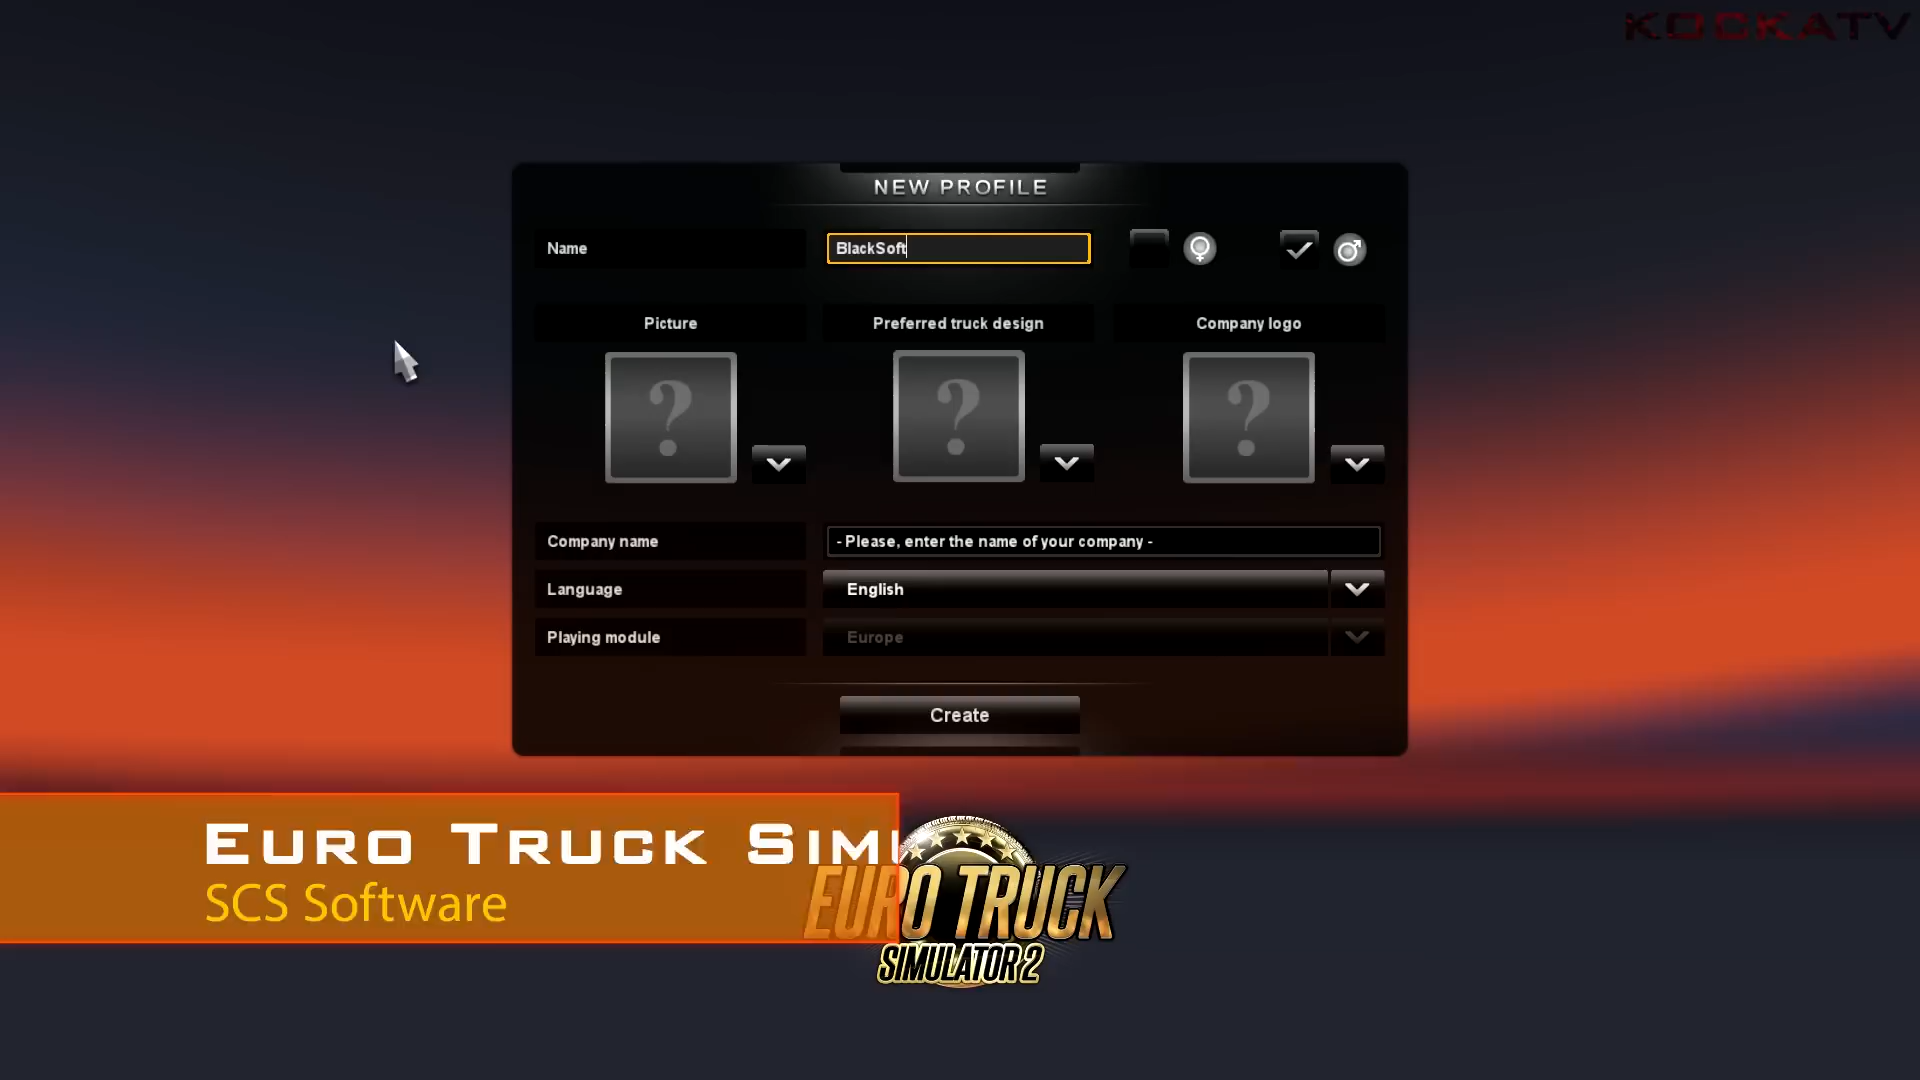 KOCKATV
NEW PROFILE
Name
BlackSoft
Picture
Preferred truck design
Company logo
?
?
?
Company name
- Please, enter the name of your company -
Language
English
Playing module
Europe
Create
EURO TRUCK SIMU
SCS Software
EURO TRUCK
SIMULATOR 2